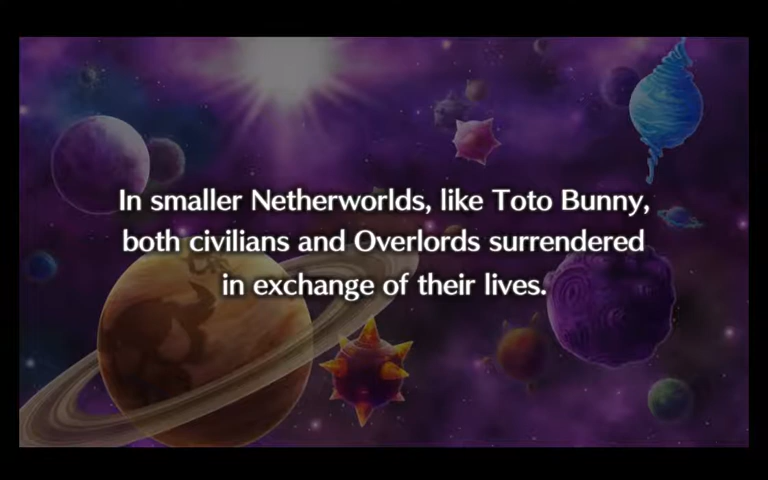 In smaller Netherworlds, like Toto Bunny,
both civilians and Overlords surrendered
in exchange of their lives.